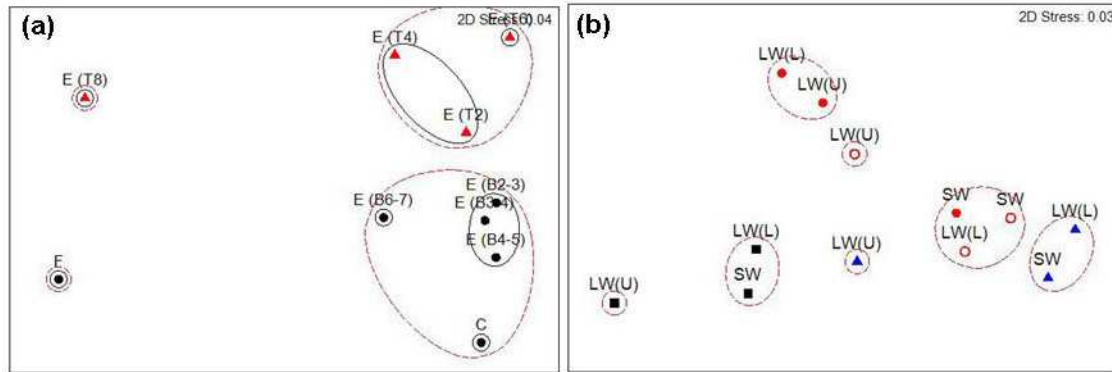 (a)
2D Stress: 0.04
E (T6)
E (T4)
E (T8)
E (T2)
E (B2-3)
E (B6-7)
E (B3-4)
E (B4-5)
C
(b)
2D Stress: 0.03
LW(L)
LW(U)
LW(U)
SW
SW
LW(L)
LW(L)
LW(L)
LW(U)
SW
SW
LW(U)